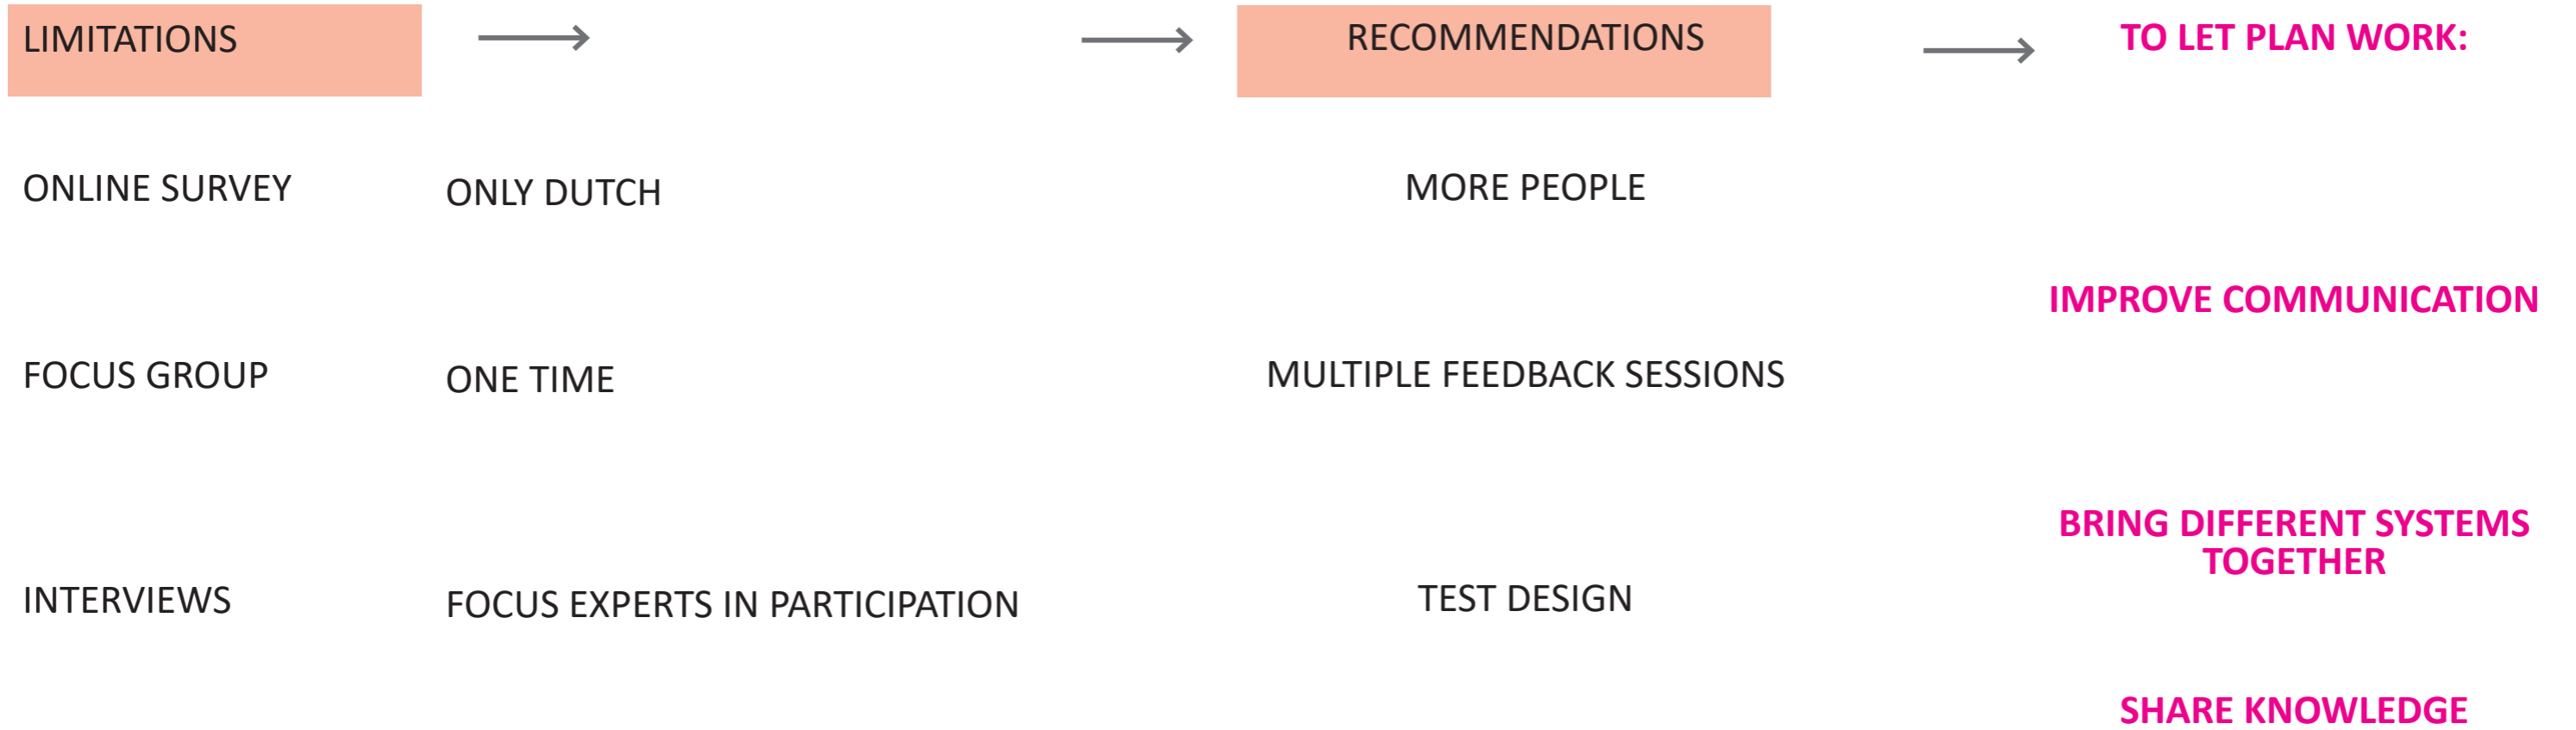 LIMITATIONS
RECOMMENDATIONS
TO LET PLAN WORK:
ONLINE SURVEY
ONLY DUTCH
MORE PEOPLE
IMPROVE COMMUNICATION
FOCUS GROUP
ONE TIME
MULTIPLE FEEDBACK SESSIONS
BRING DIFFERENT SYSTEMS
TOGETHER
INTERVIEWS
FOCUS EXPERTS IN PARTICIPATION
TEST DESIGN
SHARE KNOWLEDGE